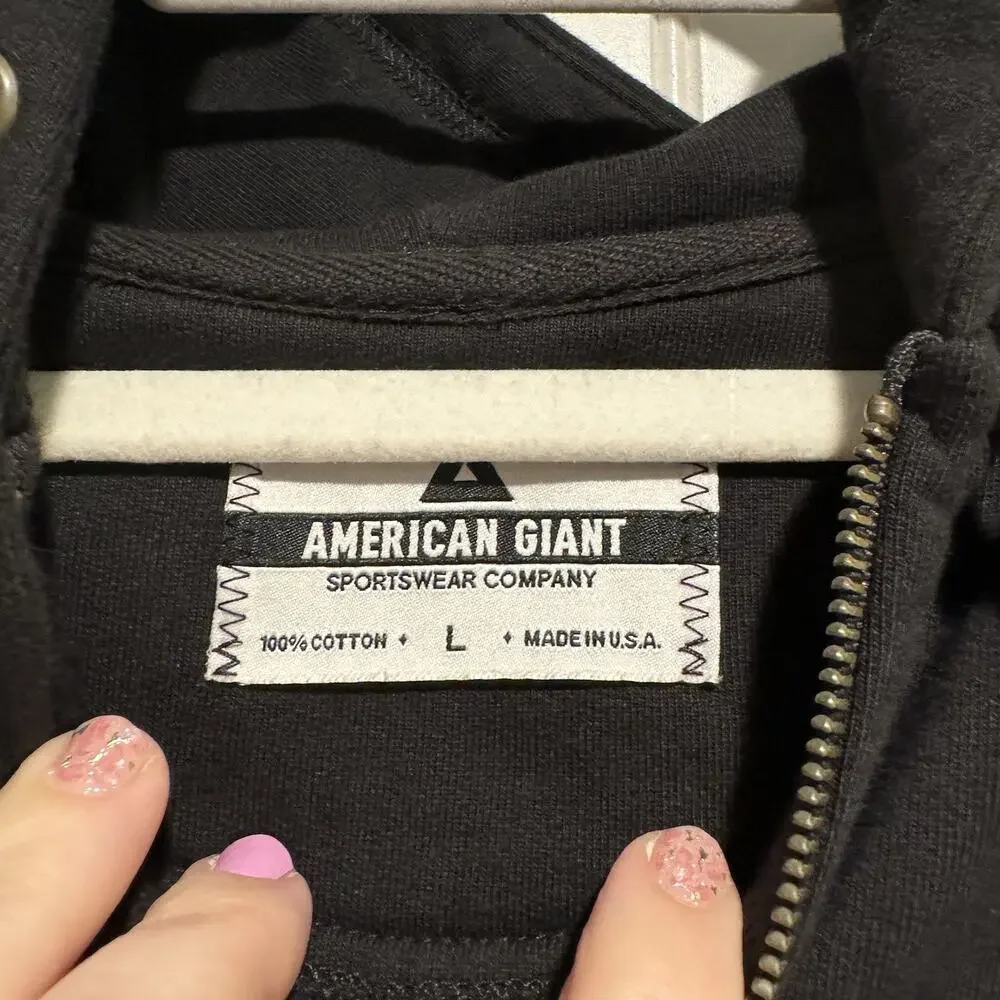 AMERICAN GIANT
SPORTSWEAR COMPANY
100% COTTON ♦ L ♦ MADE IN U.S.A.